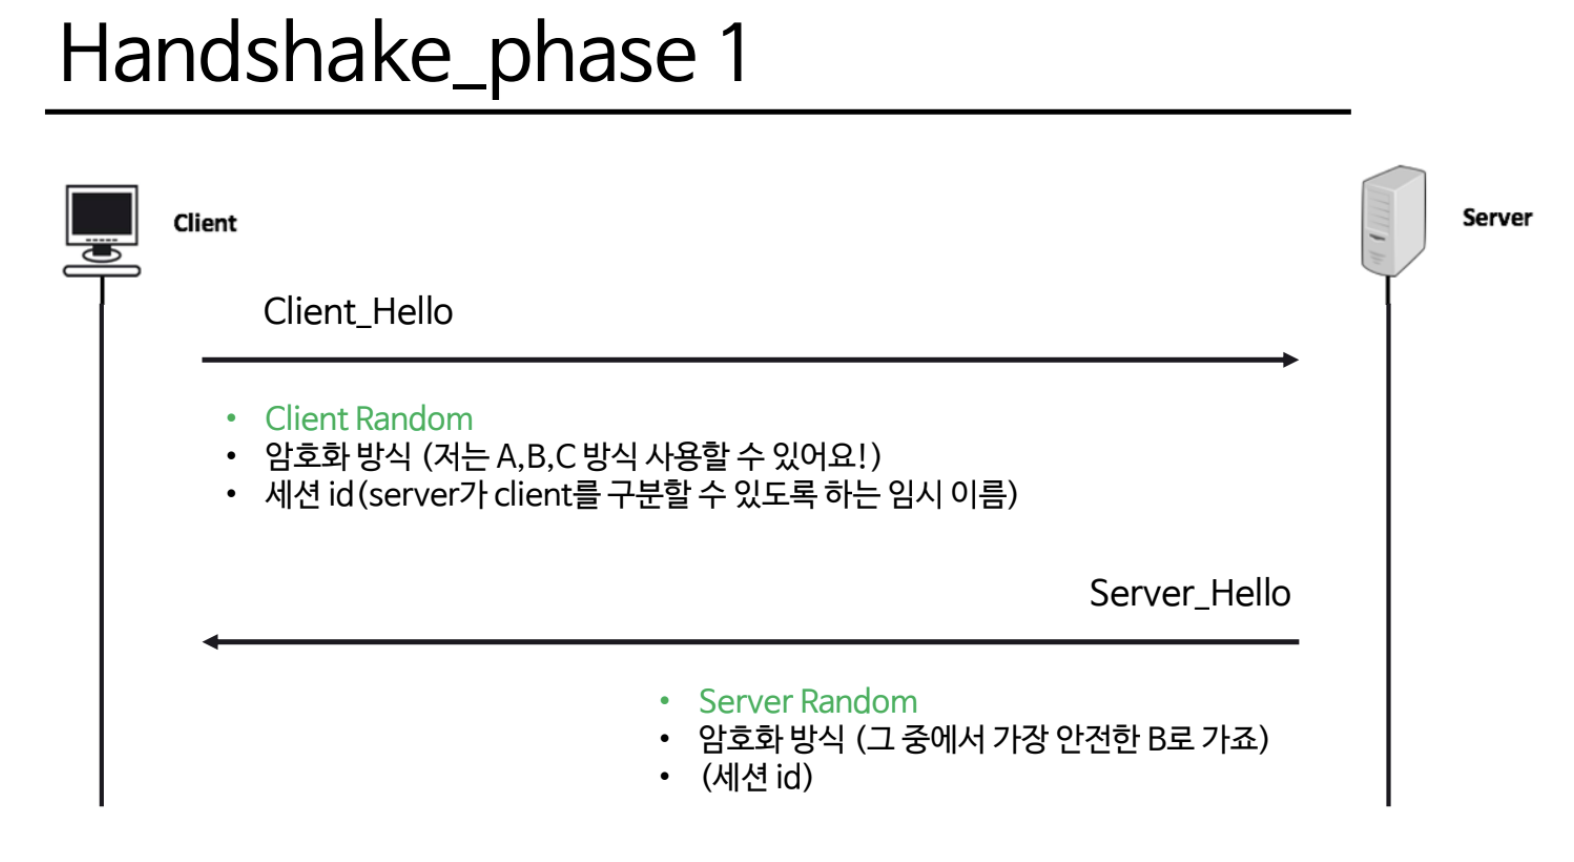 Handshake_phase 1
Client
Server
Client_Hello
• Client Random
• 암호화 방식 (저는 A,B,C 방식 사용할 수 있어요!)
• 세션 id(server가 client를 구분할 수 있도록 하는 임시 이름)
Server_Hello
• Server Random
• 암호화 방식 (그 중에서 가장 안전한 B로 가죠)
• (세션 id)